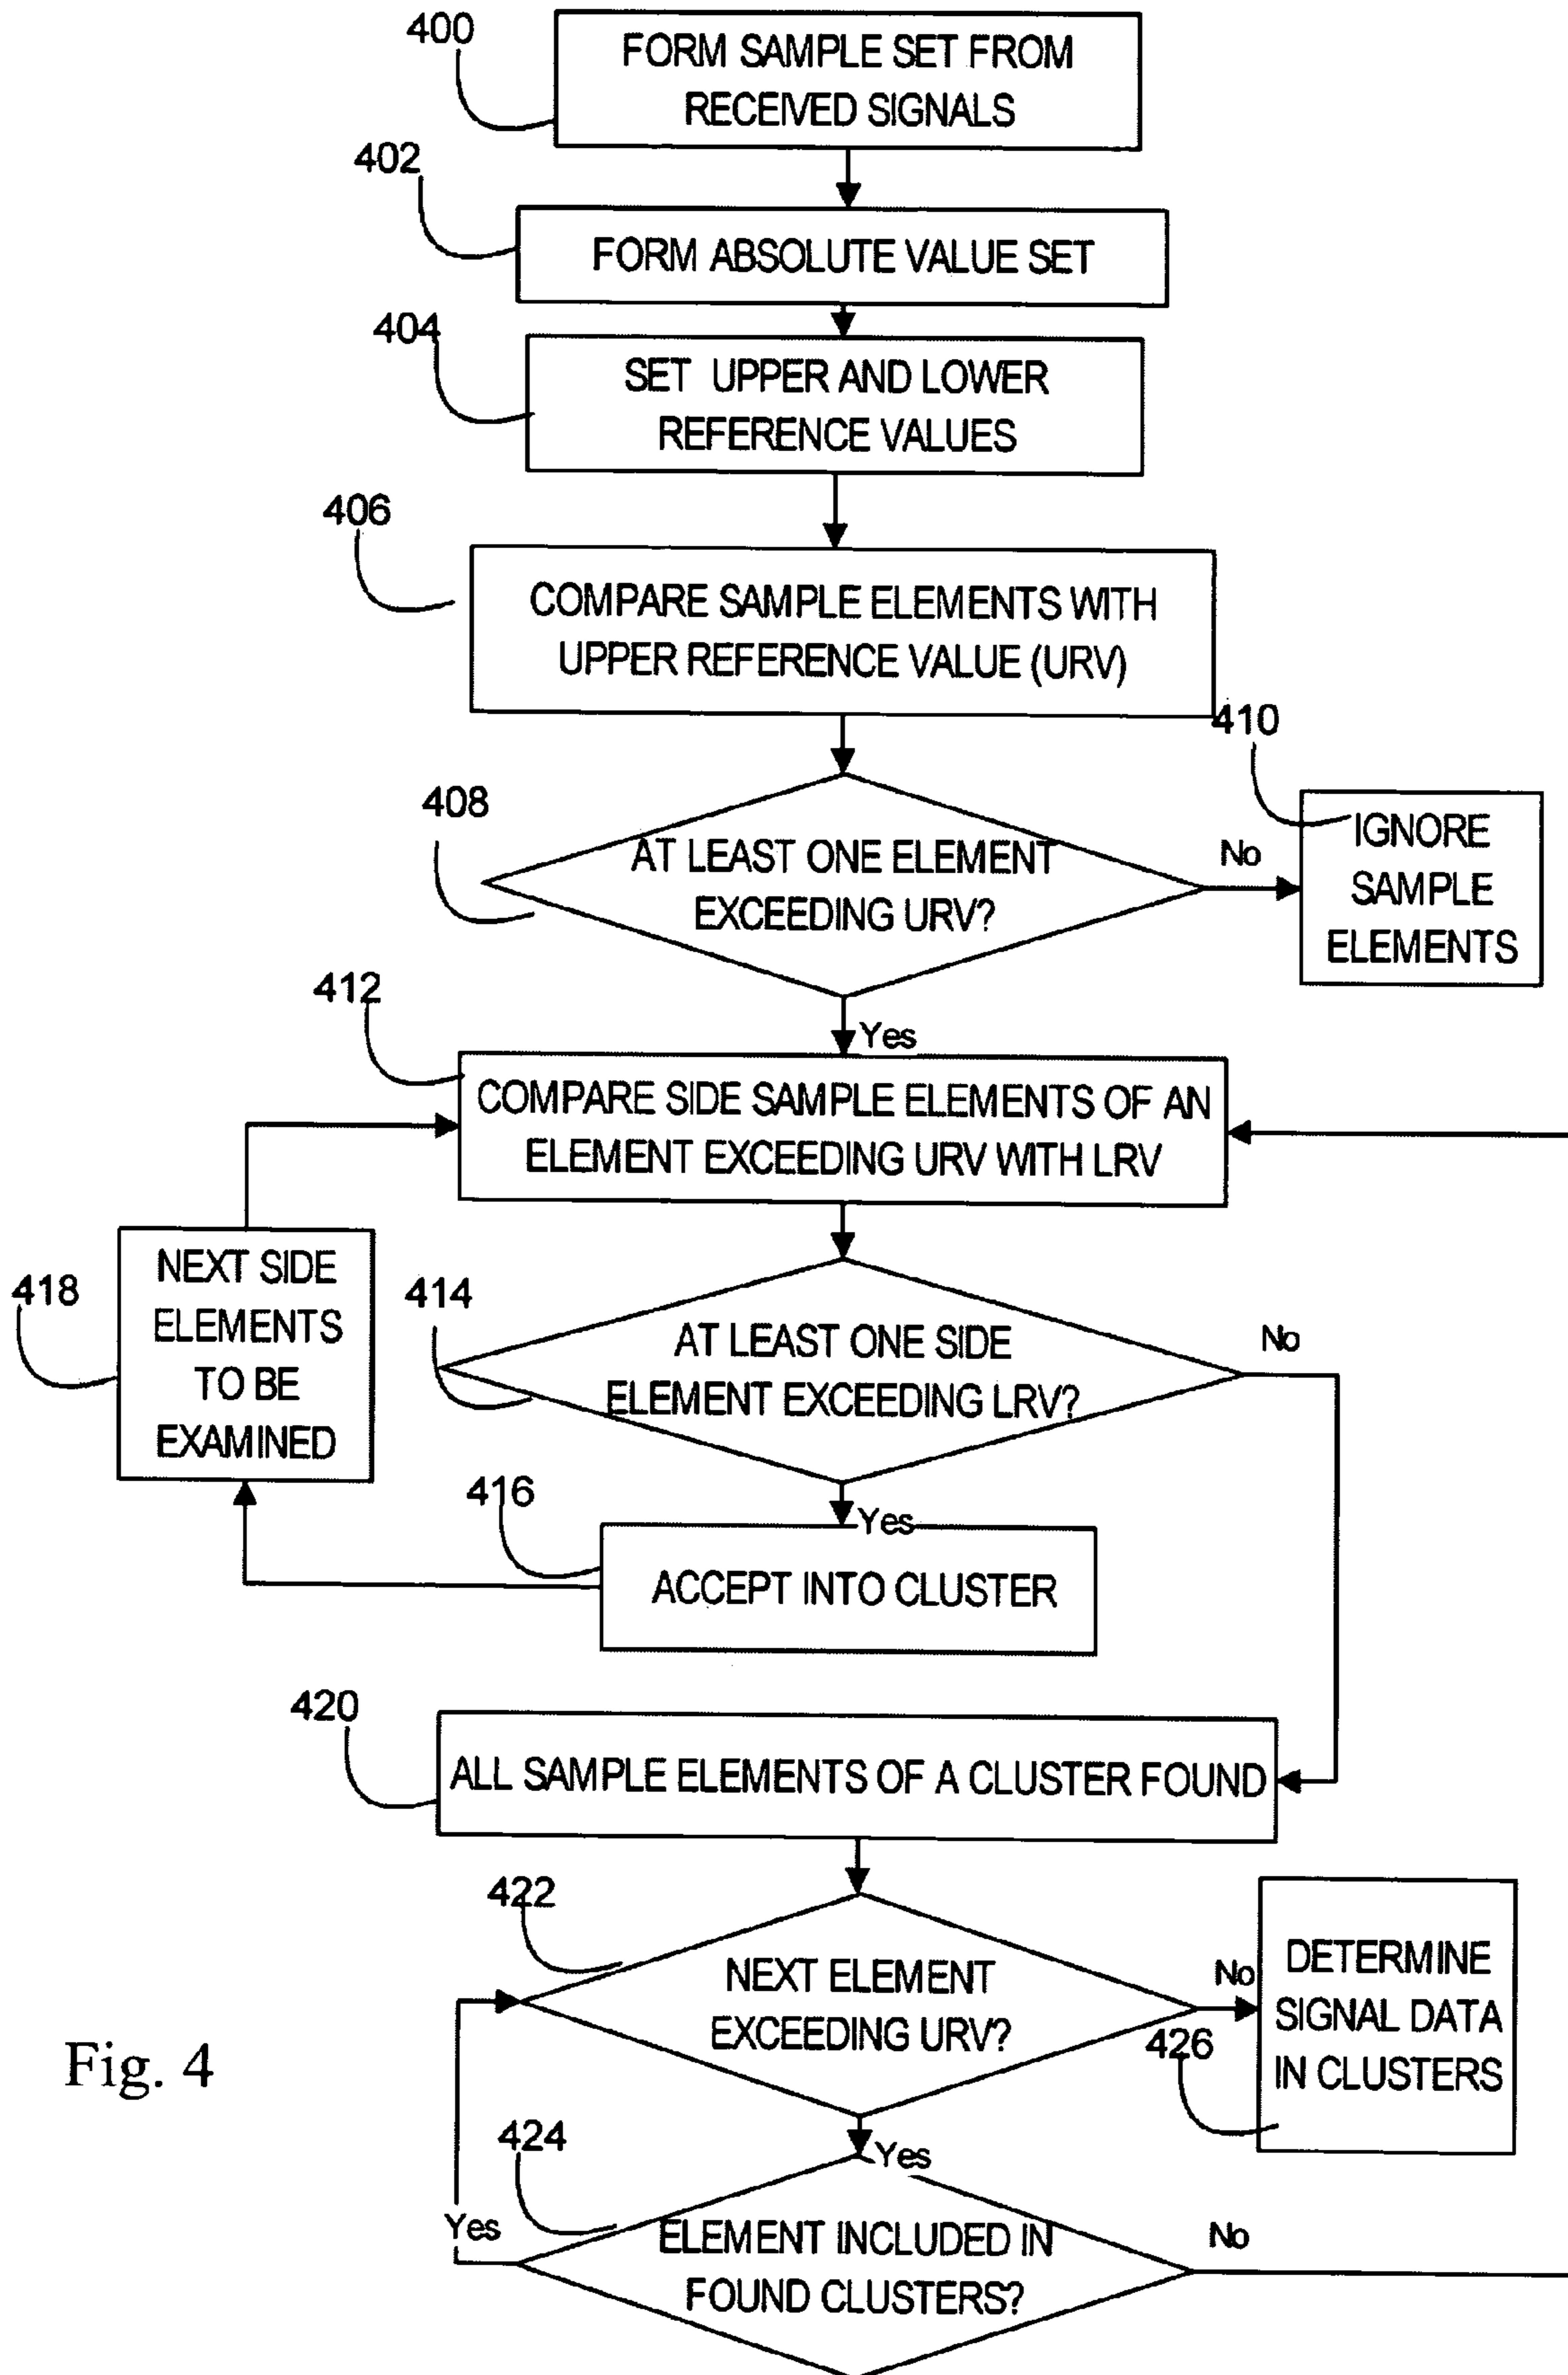 400
FORM SAMPLE SET FROM
RECEIVED SIGNALS
402
FORM ABSOLUTE VALUE SET
404
SET UPPER AND LOWER
REFERENCE VALUES
406
COMPARE SAMPLE ELEMENTS WITH
UPPER REFERENCE VALUE (URV)
410
408
AT LEAST ONE ELEMENT
EXCEEDING URV?
No
IGNORE
SAMPLE
ELEMENTS
412
Yes
COMPARE SIDE SAMPLE ELEMENTS OF AN
ELEMENT EXCEEDING URV WITH LRV
418
NEXT SIDE
ELEMENTS
TO BE
EXAMINED
414
AT LEAST ONE SIDE
ELEMENT EXCEEDING LRV?
No
416
Yes
ACCEPT INTO CLUSTER
420
ALL SAMPLE ELEMENTS OF A CLUSTER FOUND
422
NEXT ELEMENT
EXCEEDING URV?
No
DETERMINE
SIGNAL DATA
IN CLUSTERS
426
Fig. 4
424
Yes
Yes
ELEMENT INCLUDED IN
FOUND CLUSTERS?
No